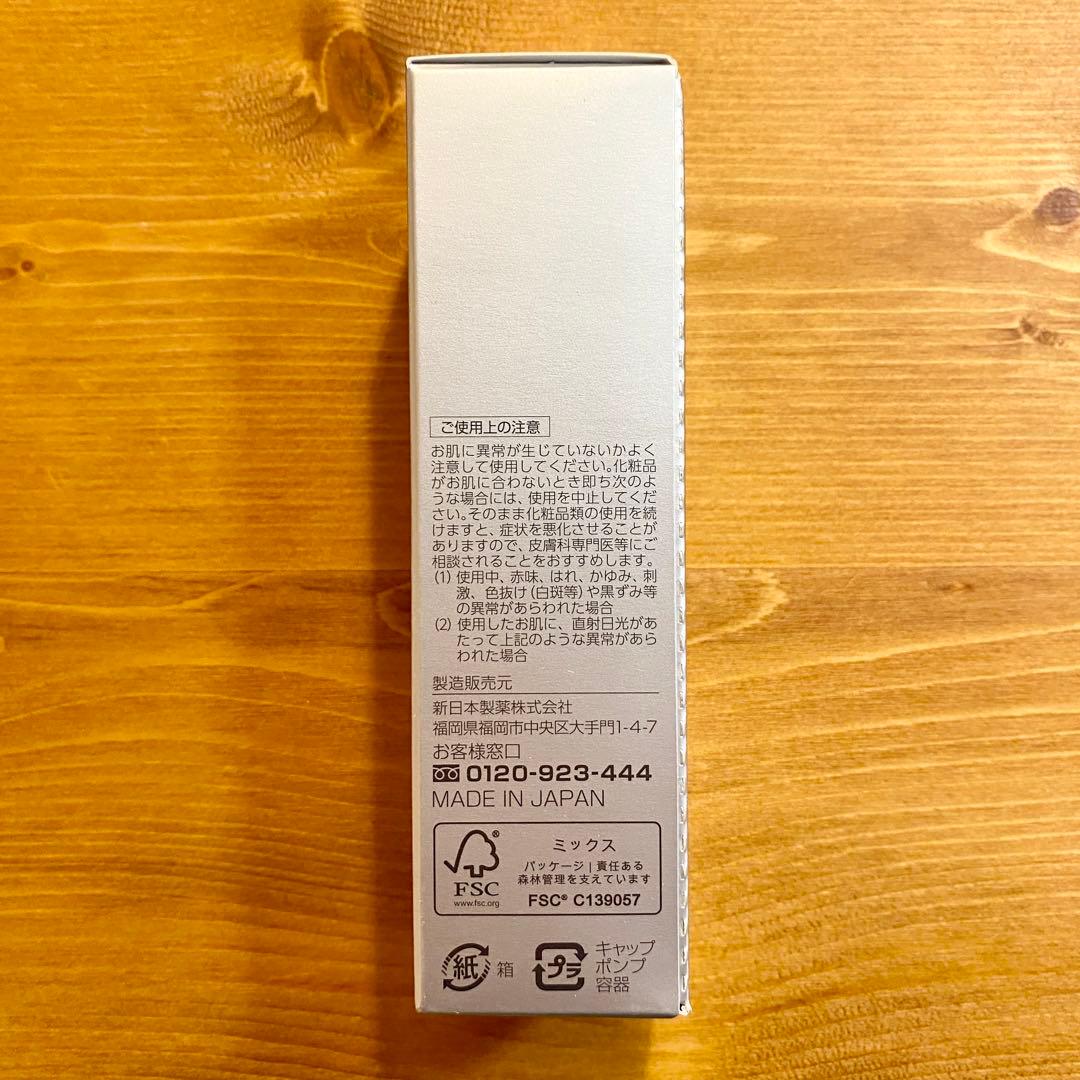 ご使用上の注意
お肌に異常が生じていないかよく
注意して使用してください。化粧品
がお肌に合わないとき即ち次のよ
うな場合には、使用を中止してくだ
さい。そのまま化粧品類の使用を続
けますと、症状を悪化させることが
ありますので、皮膚科専門医等にご
相談されることをおすすめします。
(1) 使用中、赤味、はれ、かゆみ、刺
激、色抜け(白斑等)や黒ずみ等
の異常があらわれた場合
(2) 使用したお肌に、直射日光があ
たって上記のような異常があら
われた場合
製造販売元
新日本製薬株式会社
福岡県福岡市中央区大手門1-4-7
お客様窓口
0120-923-444
MADE IN JAPAN
FSC®
www.fsc.org
ミックス
パッケージ | 責任ある
森林管理を支えています
FSC® C139057
紙 箱
プラ
キャップ
ポンプ
容器